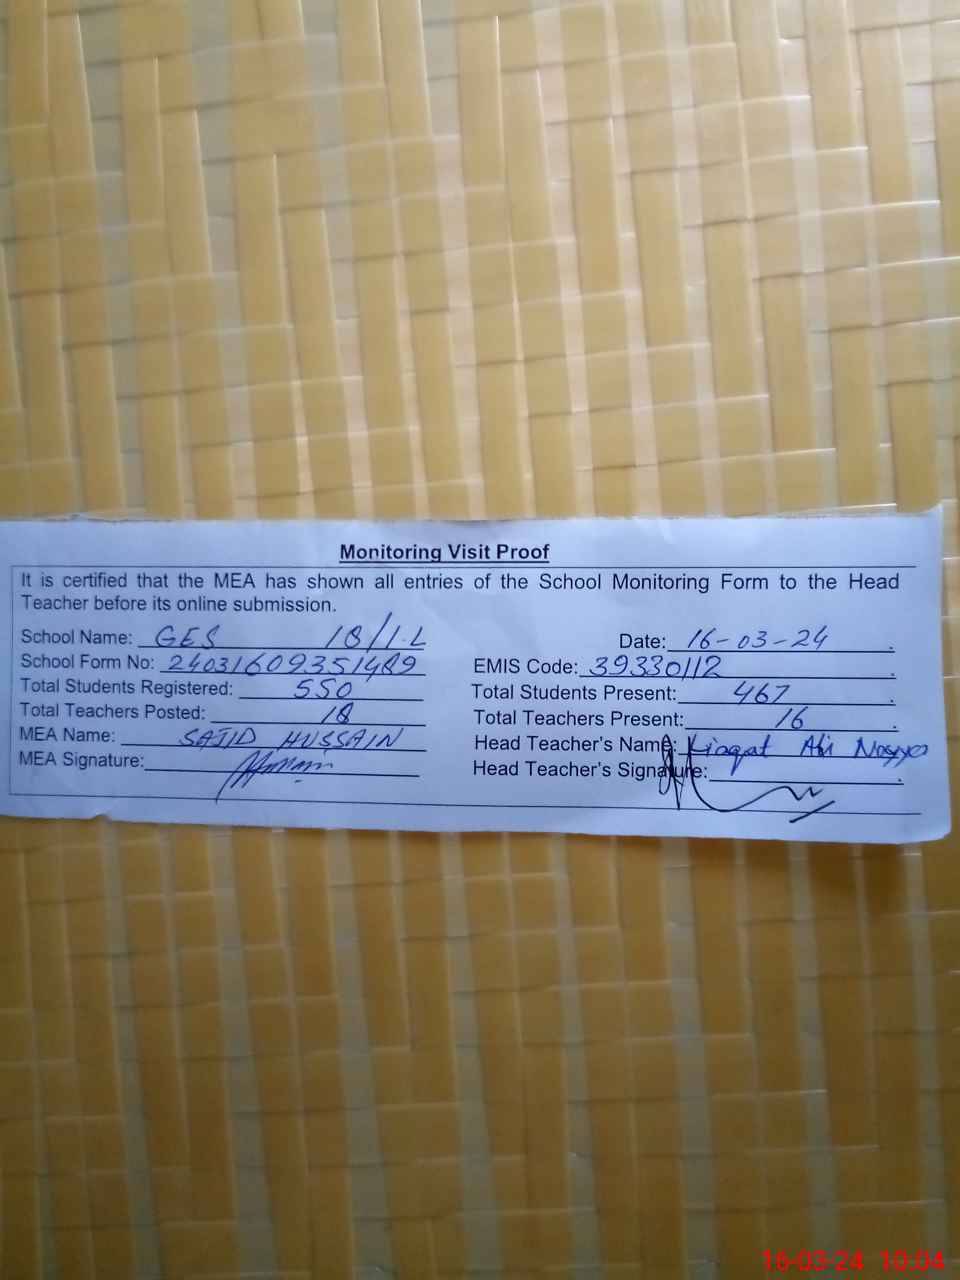 Monitoring Visit Proof
It is certified that the MEA has shown all entries of the School Monitoring Form to the Head
Teacher before its online submission.
School Name: GES 18/1-L Date: 16-03-24
School Form No: 24031609351489 EMIS Code: 39330112
Total Students Registered: 550 Total Students Present: 467
Total Teachers Posted: 18 Total Teachers Present: 16
MEA Name: SAJID HUSSAIN Head Teacher's Name: Liaqat Ali
MEA Signature: Head Teacher's Signature:
16-03-24 10:04